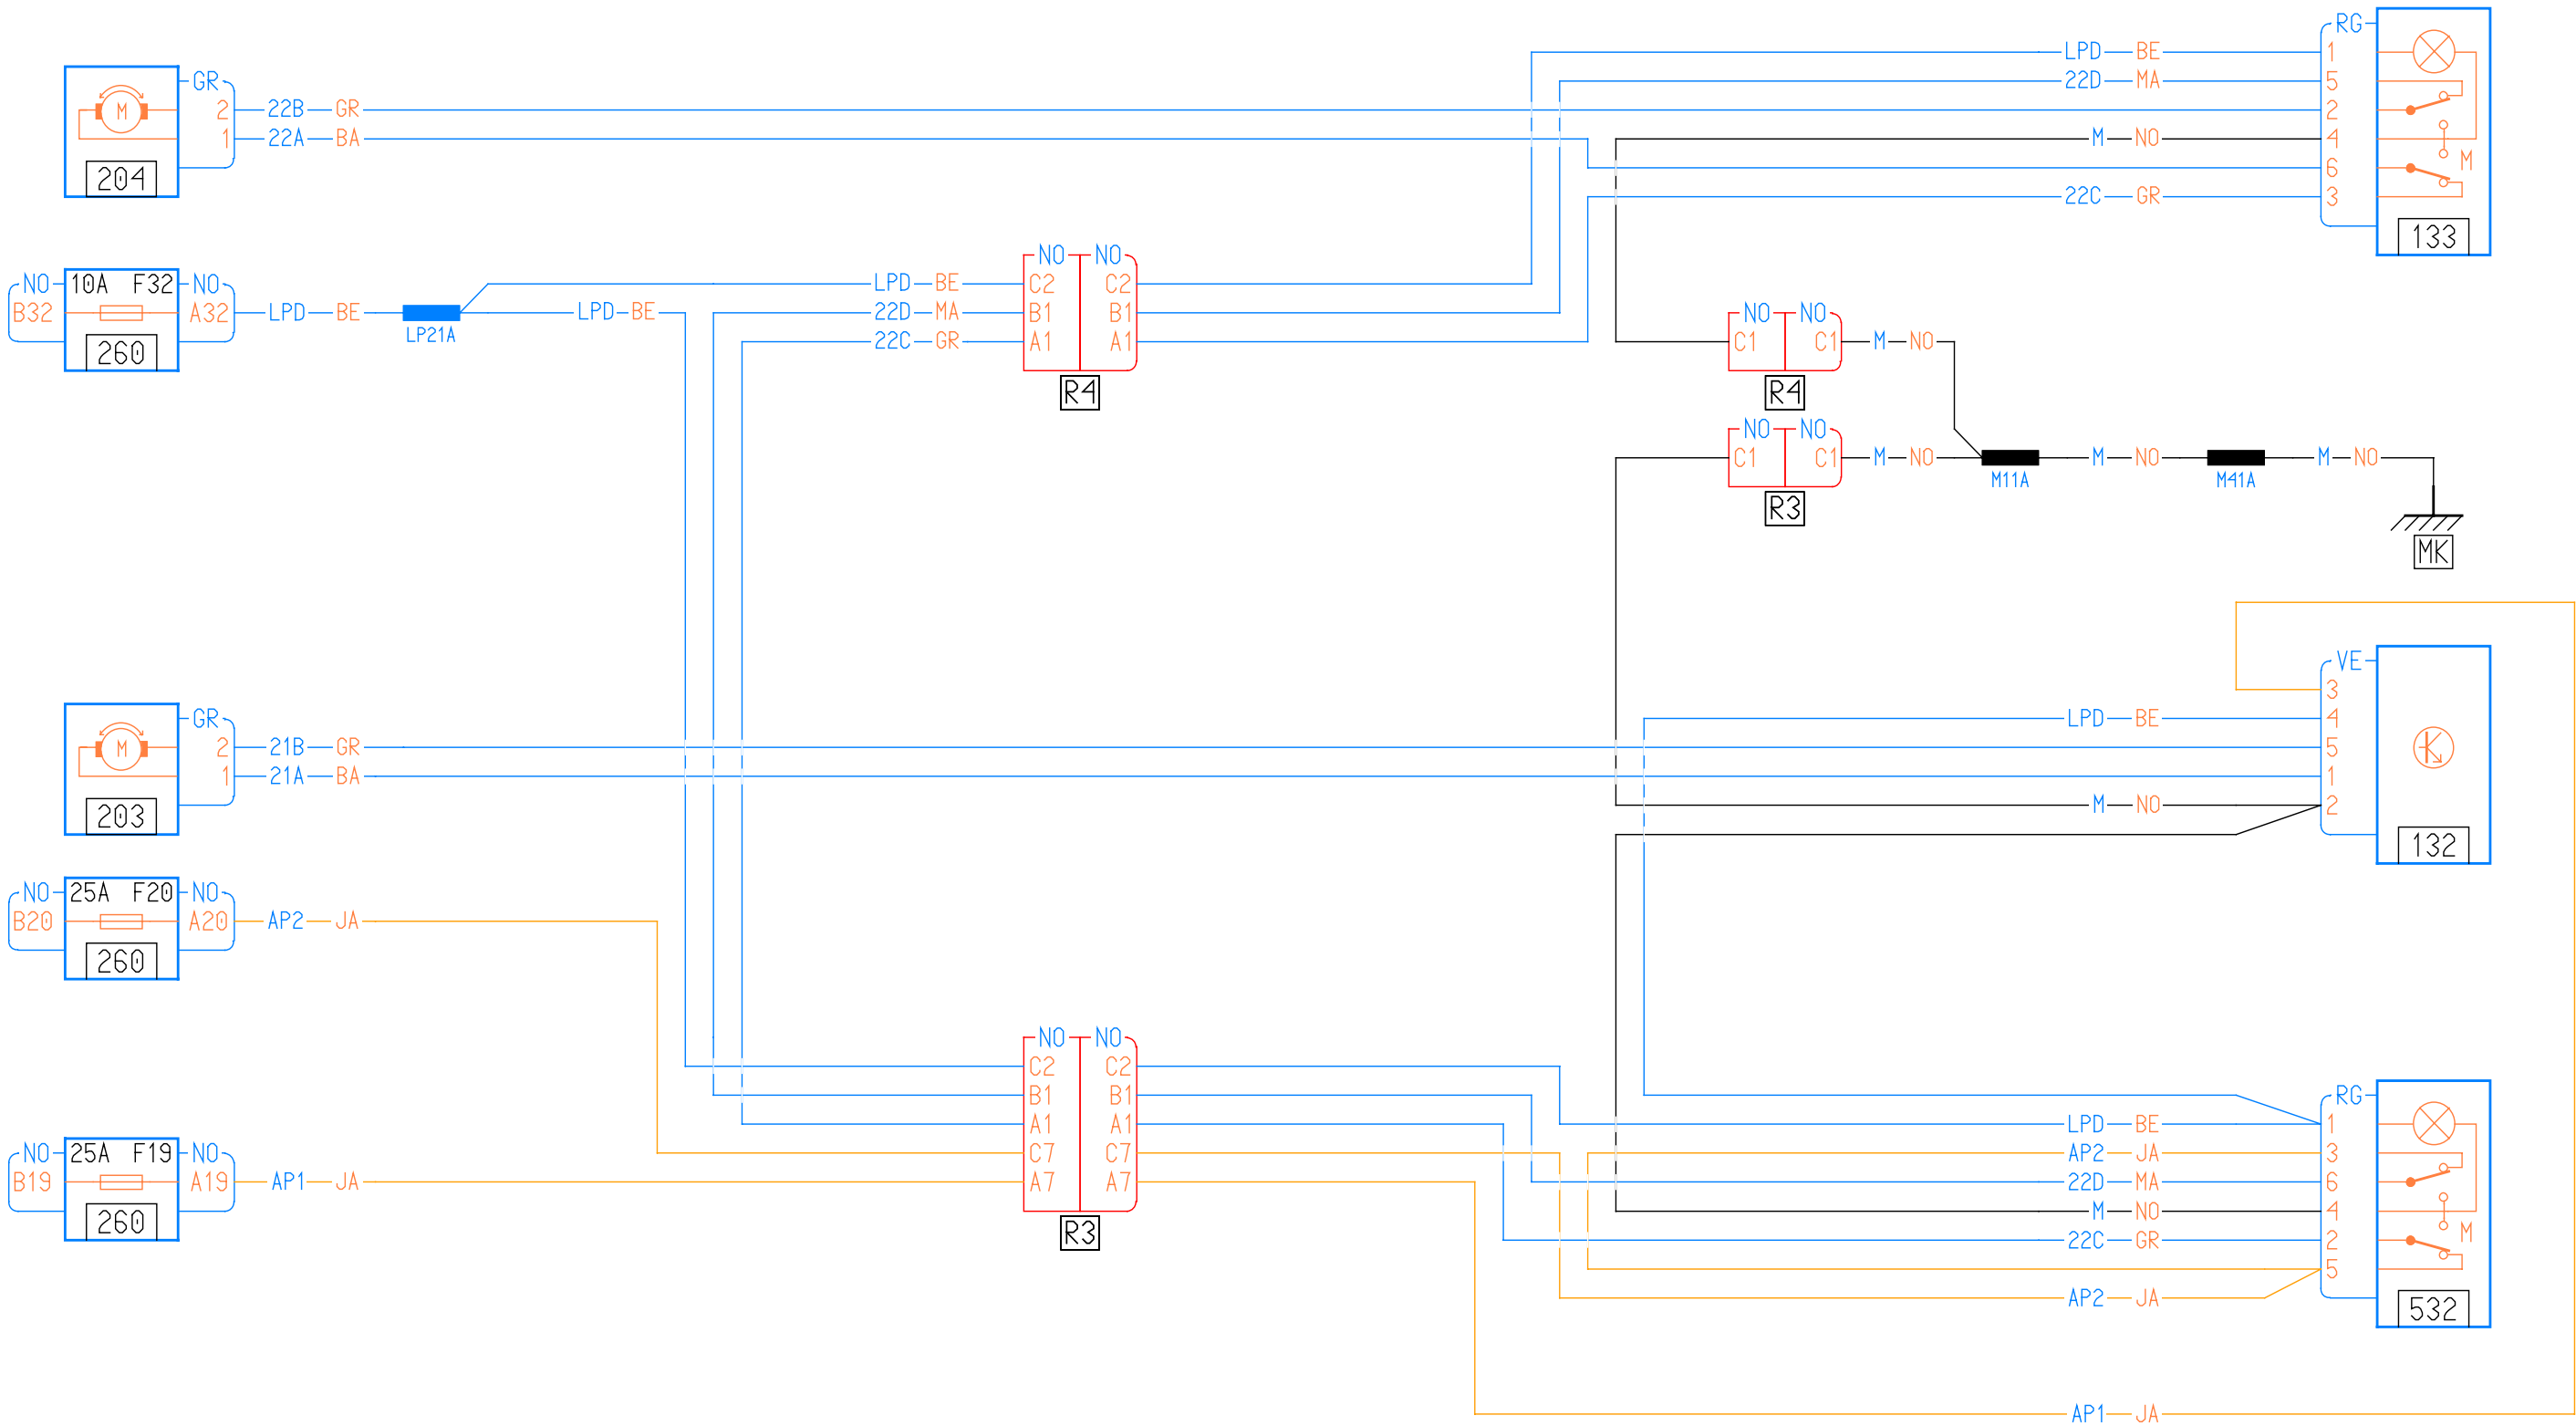 RG
1 LPD BE
5 22D MA
2
4 M NO
6
3 22C GR
M
133
GR
2 22B GR
1 22A BA
M
204
NO 10A F32 NO
B32 A32 LPD BE
260
LP21A
LPD BE
NO NO
LPD BE C2 C2
22D MA B1 B1
22C GR A1 A1
R4
NO NO
C1 C1 M NO
R4
NO NO
C1 C1 M NO
R3
M11A
M NO
M41A
M NO
MK
VE
3
LPD BE 4
5
1
M NO 2
132
GR
M
2 21B GR
1 21A BA
203
NO 25A F20 NO
B20 A20 AP2 JA
260
NO 25A F19 NO
B19 A19 AP1 JA
260
NO NO
C2 C2
B1 B1
A1 A1
C7 C7
A7 A7
R3
RG
LPD BE 1
AP2 JA 3
22D MA 6
M NO 4
22C GR 2
5
AP2 JA
M
532
AP1 JA